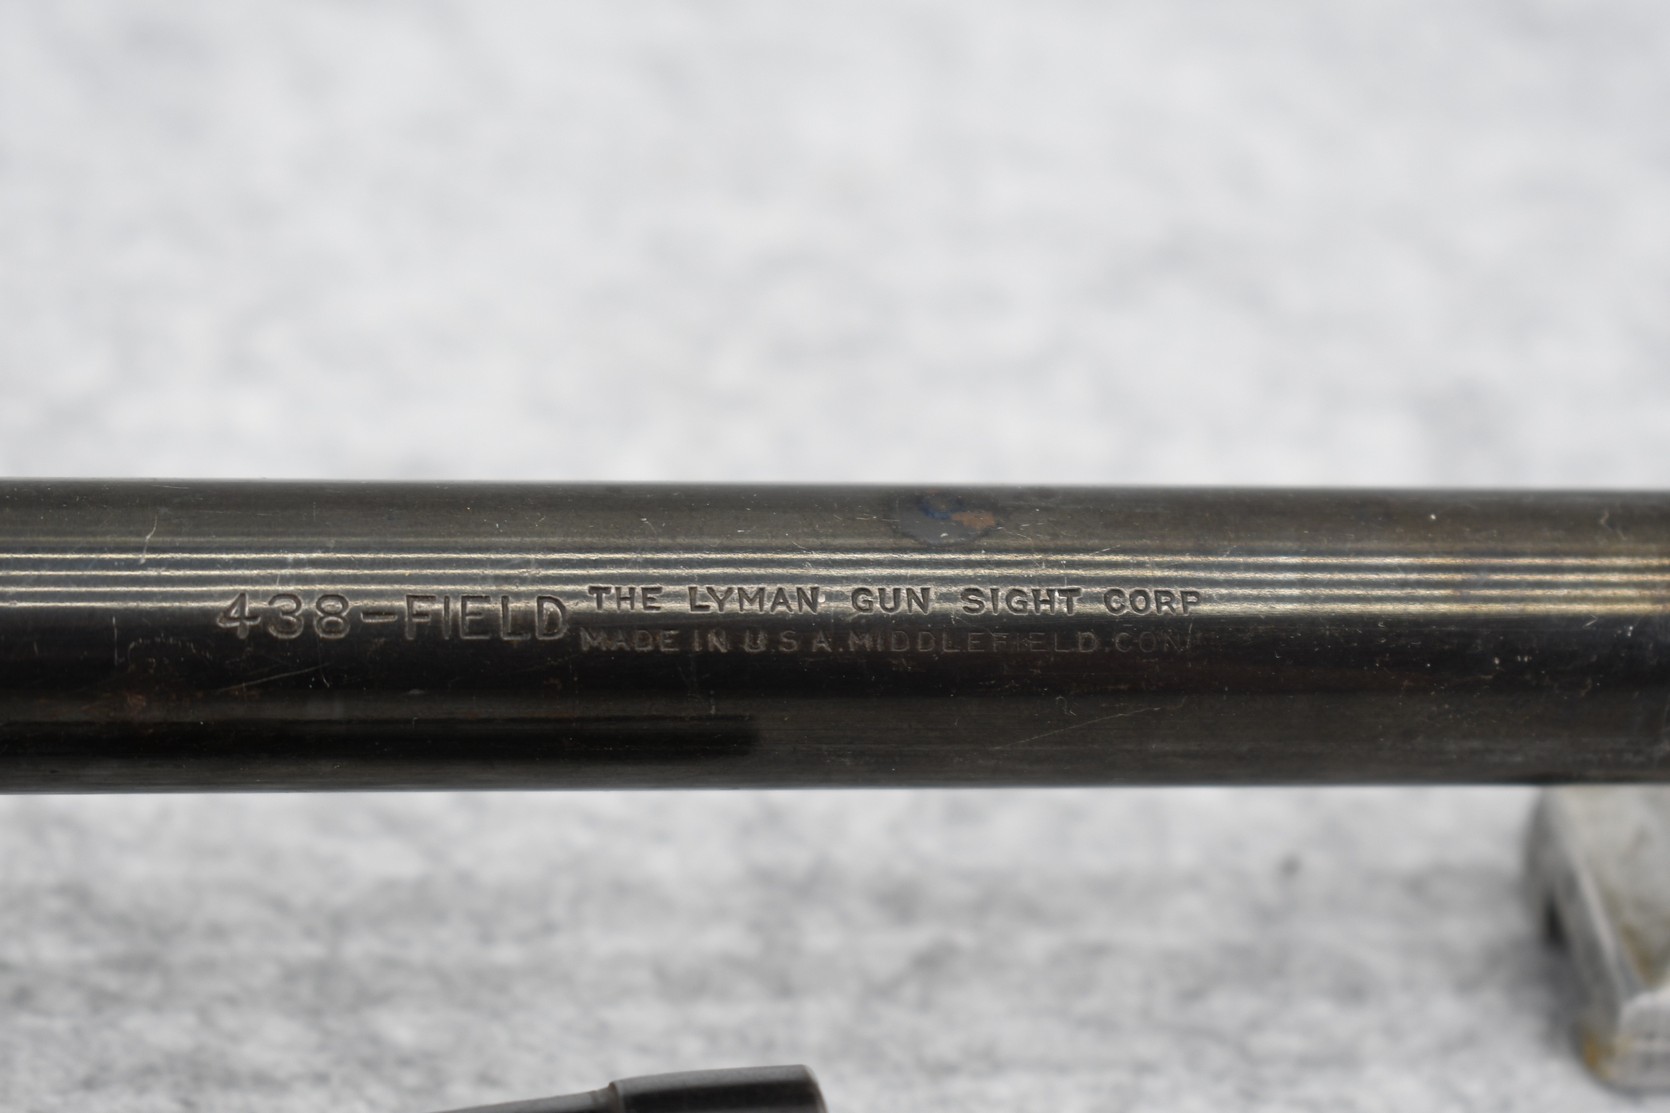 438-FIELD THE LYMAN GUN SIGHT CORP
MADE IN U.S.A. MIDDLEFIELD.CON